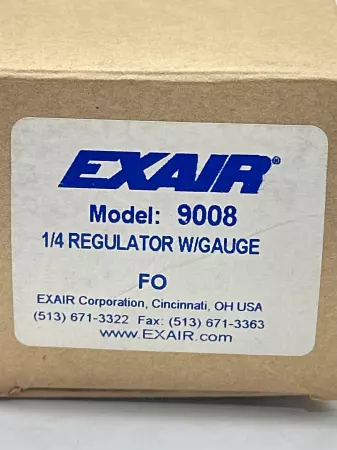 EXAIR®
Model: 9008
1/4 REGULATOR W/GAUGE
FO
EXAIR Corporation, Cincinnati, OH USA
(513) 671-3322 Fax: (513) 671-3363
www.EXAIR.com